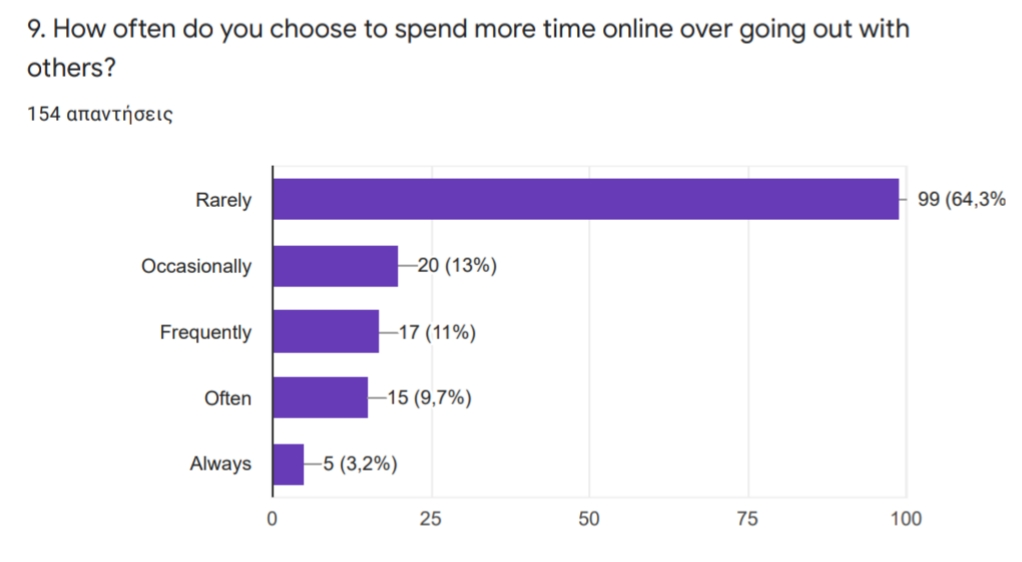 9. How often do you choose to spend more time online over going out with
others?
154 απαντήσεις
Rarely
99 (64,3%
Occasionally
20 (13%)
Frequently
17 (11%)
Often
15 (9,7%)
Always
5 (3,2%)
0 25 50 75 100